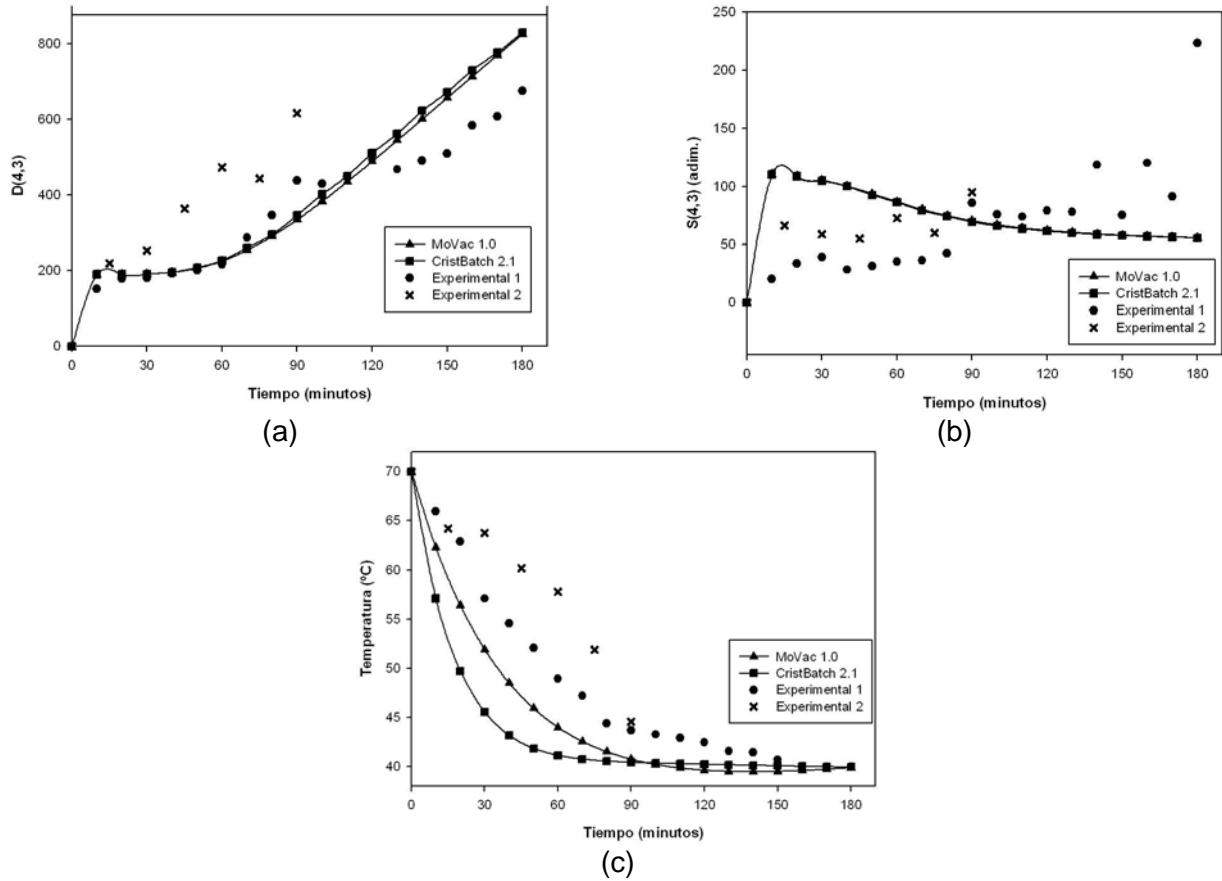 800
600
400
200
0
D(4,3)
0 30 60 90 120 150 180
Tiempo (minutos)
MoVac 1.0
CristBatch 2.1
Experimental 1
Experimental 2
(a)
250
200
150
100
50
0
S(4,3) (adim.)
0 30 60 90 120 150 180
Tiempo (minutos)
MoVac 1.0
CristBatch 2.1
Experimental 1
Experimental 2
(b)
70
65
60
55
50
45
40
Temperatura (°C)
0 30 60 90 120 150 180
Tiempo (minutos)
MoVac 1.0
CristBatch 2.1
Experimental 1
Experimental 2
(c)